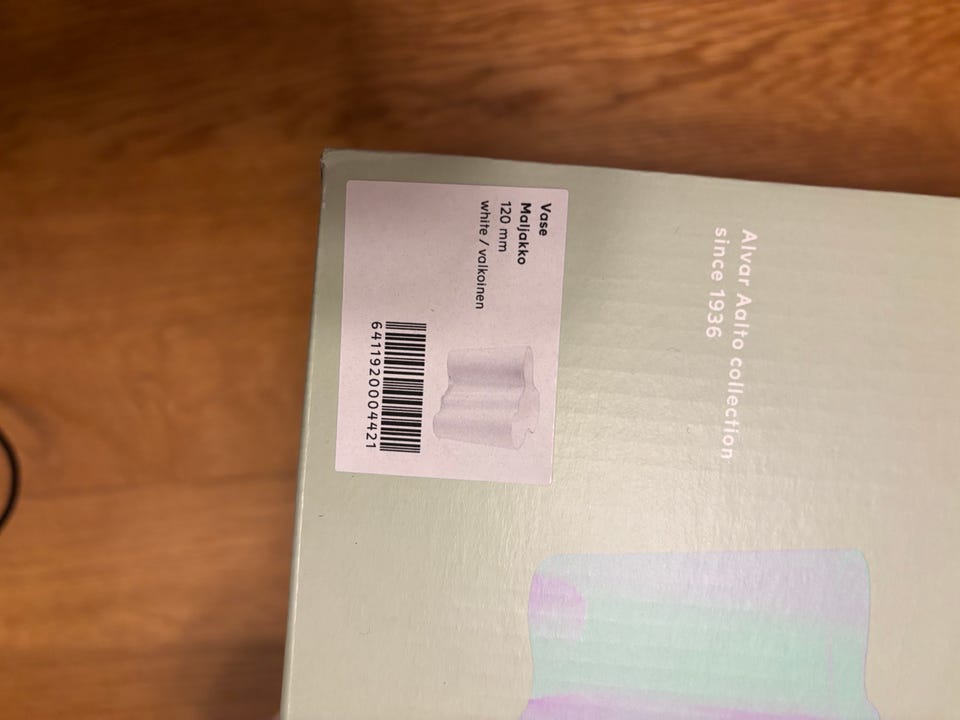 Vase
Maljakko
120 mm
white / valkoinen
6411920004421
Alvar Aalto collection
since 1936